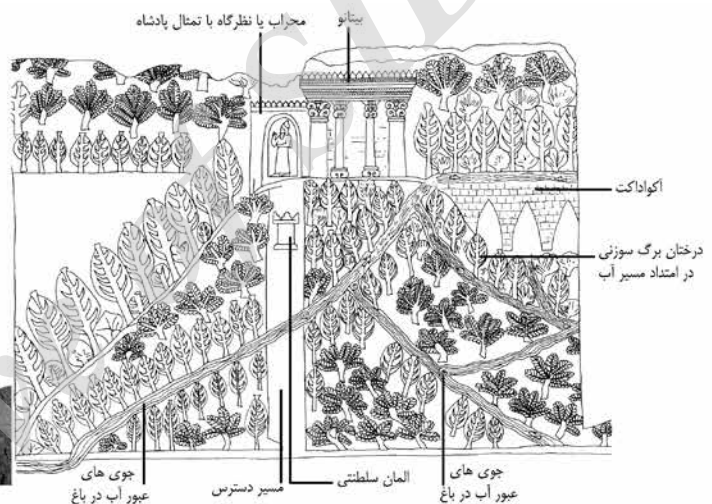 محراب یا نظرگاه با تمثال پادشاه
بیتانو
آکواداکت
درختان برگ سوزنی
در امتداد مسیر آب
جوی های
عبور آب در باغ
مسیر دسترس
المان سلطنتی
جوی های
عبور آب در باغ